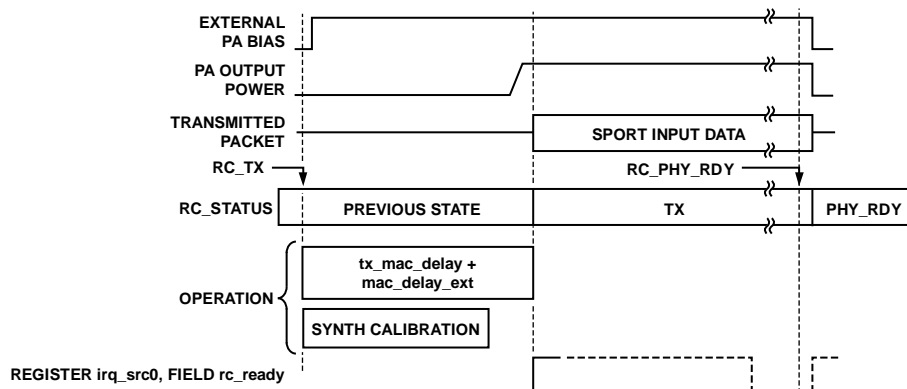 EXTERNAL
PA BIAS
PA OUTPUT
POWER
TRANSMITTED
PACKET
SPORT INPUT DATA
RC_TX
RC_PHY_RDY
RC_STATUS
PREVIOUS STATE
TX
PHY_RDY
OPERATION
tx_mac_delay +
mac_delay_ext
SYNTH CALIBRATION
REGISTER irq_src0, FIELD rc_ready